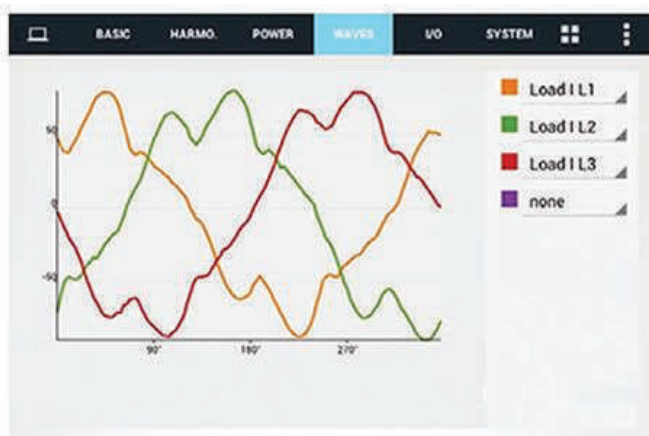 BASIC HARMO. POWER WAVES I/O SYSTEM
Load I L1
Load I L2
Load I L3
none
50
0
-50
90° 180° 270°